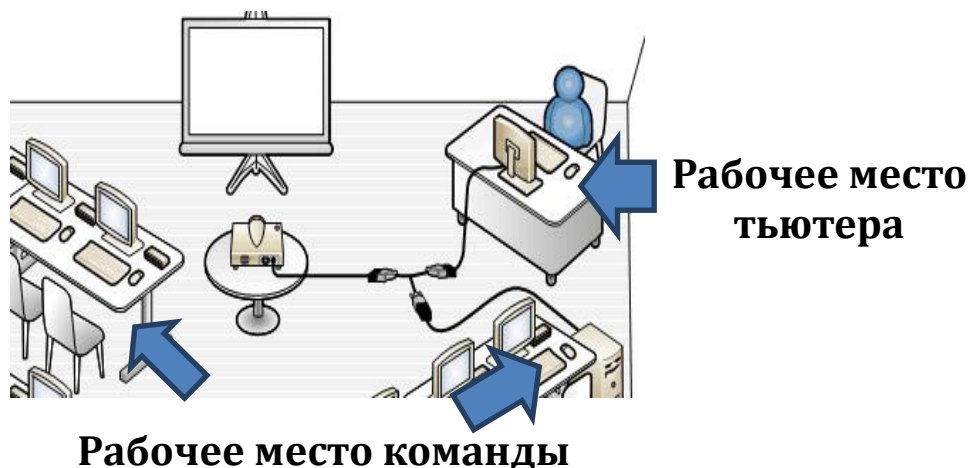 Рабочее место
тьютера
Рабочее место команды